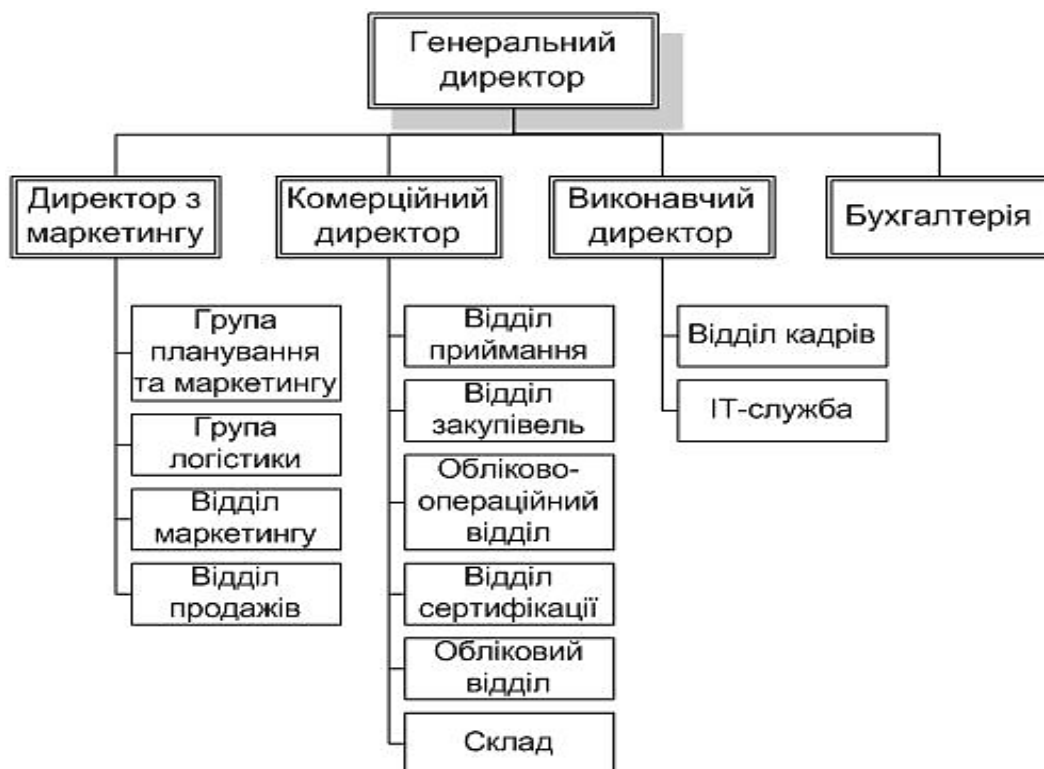 Генеральний
директор
Директор з
маркетингу
Комерційний
директор
Виконавчий
директор
Бухгалтерія
Група
планування
та маркетингу
Група
логістики
Відділ
маркетингу
Відділ
продажів
Відділ
приймання
Відділ
закупівель
Обліково-
операційний
відділ
Відділ
сертифікації
Обліковий
відділ
Склад
Відділ кадрів
ІТ-служба